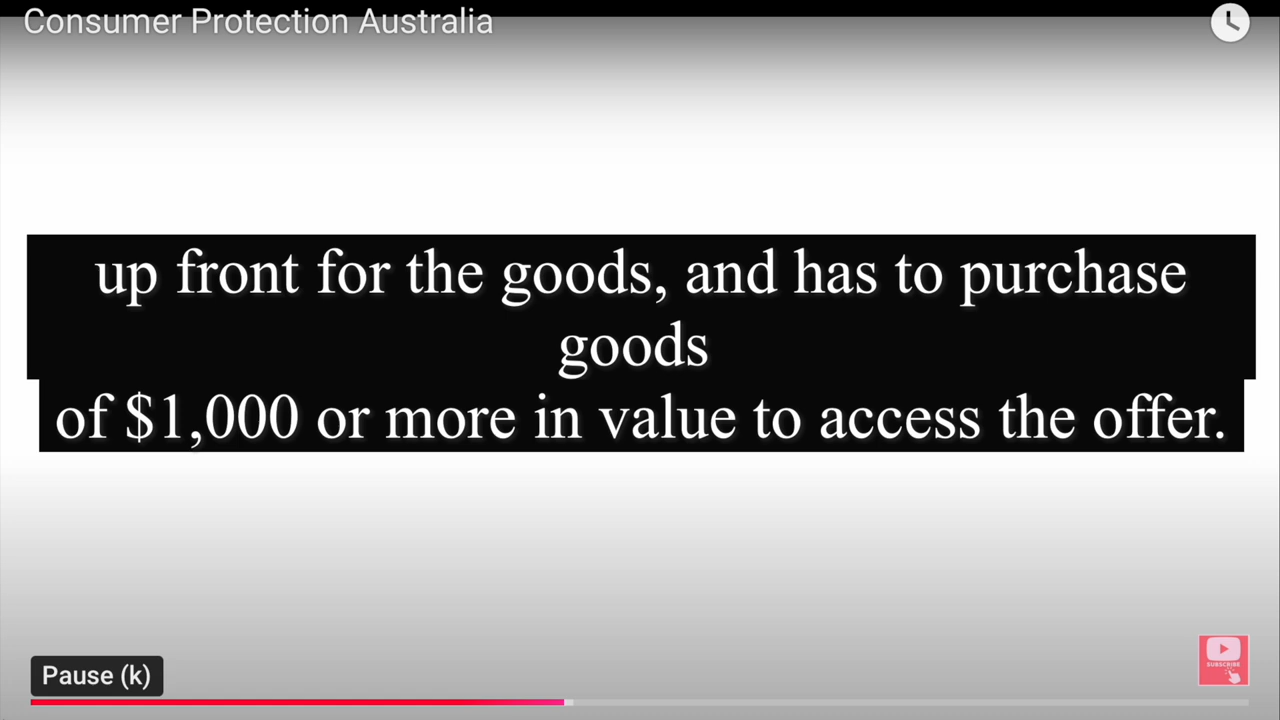 Consumer Protection Australia
up front for the goods, and has to purchase
goods
of $1,000 or more in value to access the offer.
SUBSCRIBE
Pause (k)